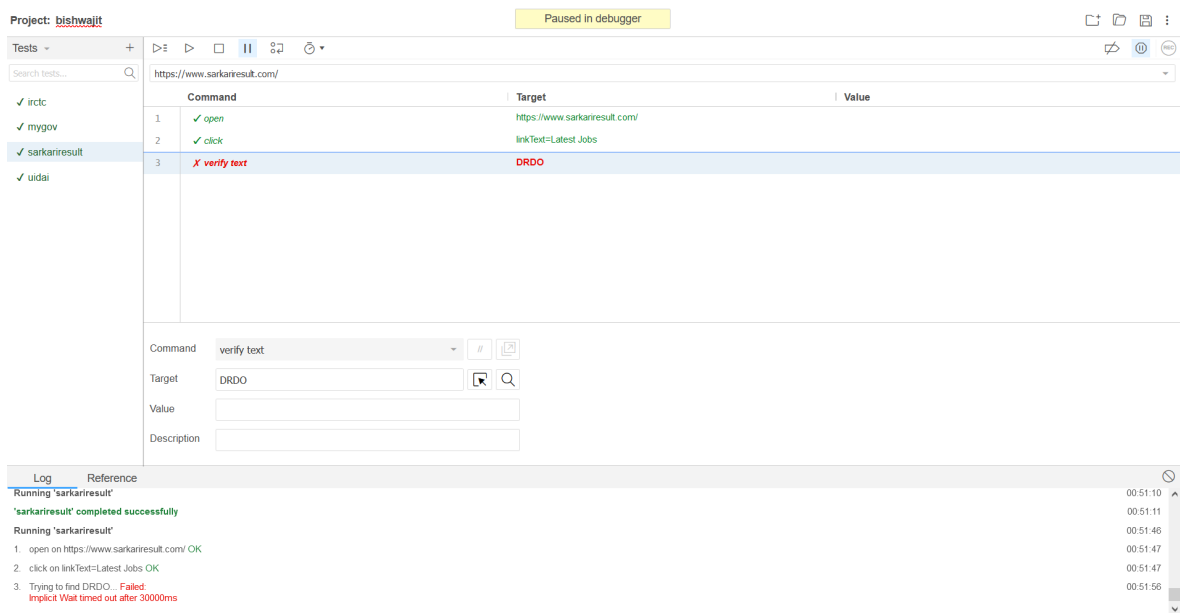 Project: bishwajit
Paused in debugger
Tests
+
Search tests...
https://www.sarkariresult.com/
✓ irctc
✓ mygov
✓ sarkariresult
✓ uidai
Command Target Value
1 ✓ open https://www.sarkariresult.com/
2 ✓ click linkText=Latest Jobs
3 ✗ verify text DRDO
Command verify text //
Target DRDO
Value
Description
Log Reference
Running 'sarkariresult' 00:51:10
'sarkariresult' completed successfully 00:51:11
Running 'sarkariresult' 00:51:46
1. open on https://www.sarkariresult.com/ OK 00:51:47
2. click on linkText=Latest Jobs OK 00:51:47
3. Trying to find DRDO... Failed: 00:51:56
Implicit Wait timed out after 30000ms